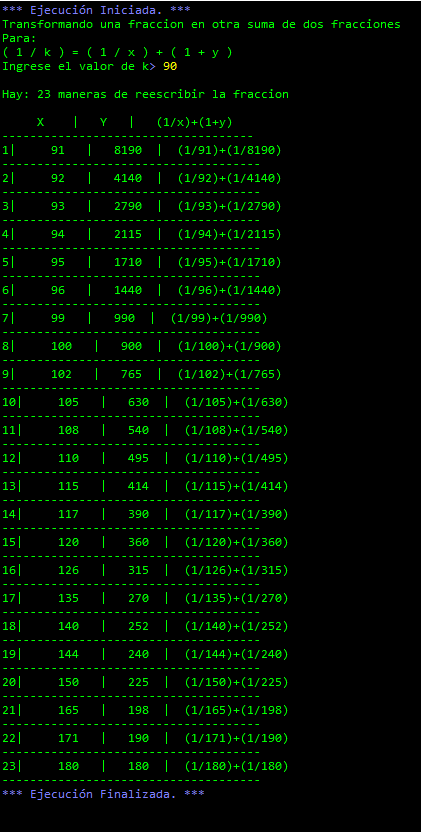 *** Ejecución Iniciada. ***
Transformando una fraccion en otra suma de dos fracciones
Para:
( 1 / k ) = ( 1 / x ) + ( 1 + y )
Ingrese el valor de k> 90
Hay: 23 maneras de reescribir la fraccion
X | Y | (1/x)+(1+y)
------------------------------------
1| 91 | 8190 | (1/91)+(1/8190)
-------------------------------------
2| 92 | 4140 | (1/92)+(1/4140)
-------------------------------------
3| 93 | 2790 | (1/93)+(1/2790)
-------------------------------------
4| 94 | 2115 | (1/94)+(1/2115)
-------------------------------------
5| 95 | 1710 | (1/95)+(1/1710)
-------------------------------------
6| 96 | 1440 | (1/96)+(1/1440)
-------------------------------------
7| 99 | 990 | (1/99)+(1/990)
-------------------------------------
8| 100 | 900 | (1/100)+(1/900)
-------------------------------------
9| 102 | 765 | (1/102)+(1/765)
-------------------------------------
10| 105 | 630 | (1/105)+(1/630)
-------------------------------------
11| 108 | 540 | (1/108)+(1/540)
-------------------------------------
12| 110 | 495 | (1/110)+(1/495)
-------------------------------------
13| 115 | 414 | (1/115)+(1/414)
-------------------------------------
14| 117 | 390 | (1/117)+(1/390)
-------------------------------------
15| 120 | 360 | (1/120)+(1/360)
-------------------------------------
16| 126 | 315 | (1/126)+(1/315)
-------------------------------------
17| 135 | 270 | (1/135)+(1/270)
-------------------------------------
18| 140 | 252 | (1/140)+(1/252)
-------------------------------------
19| 144 | 240 | (1/144)+(1/240)
-------------------------------------
20| 150 | 225 | (1/150)+(1/225)
-------------------------------------
21| 165 | 198 | (1/165)+(1/198)
-------------------------------------
22| 171 | 190 | (1/171)+(1/190)
-------------------------------------
23| 180 | 180 | (1/180)+(1/180)
-------------------------------------
*** Ejecución Finalizada. ***